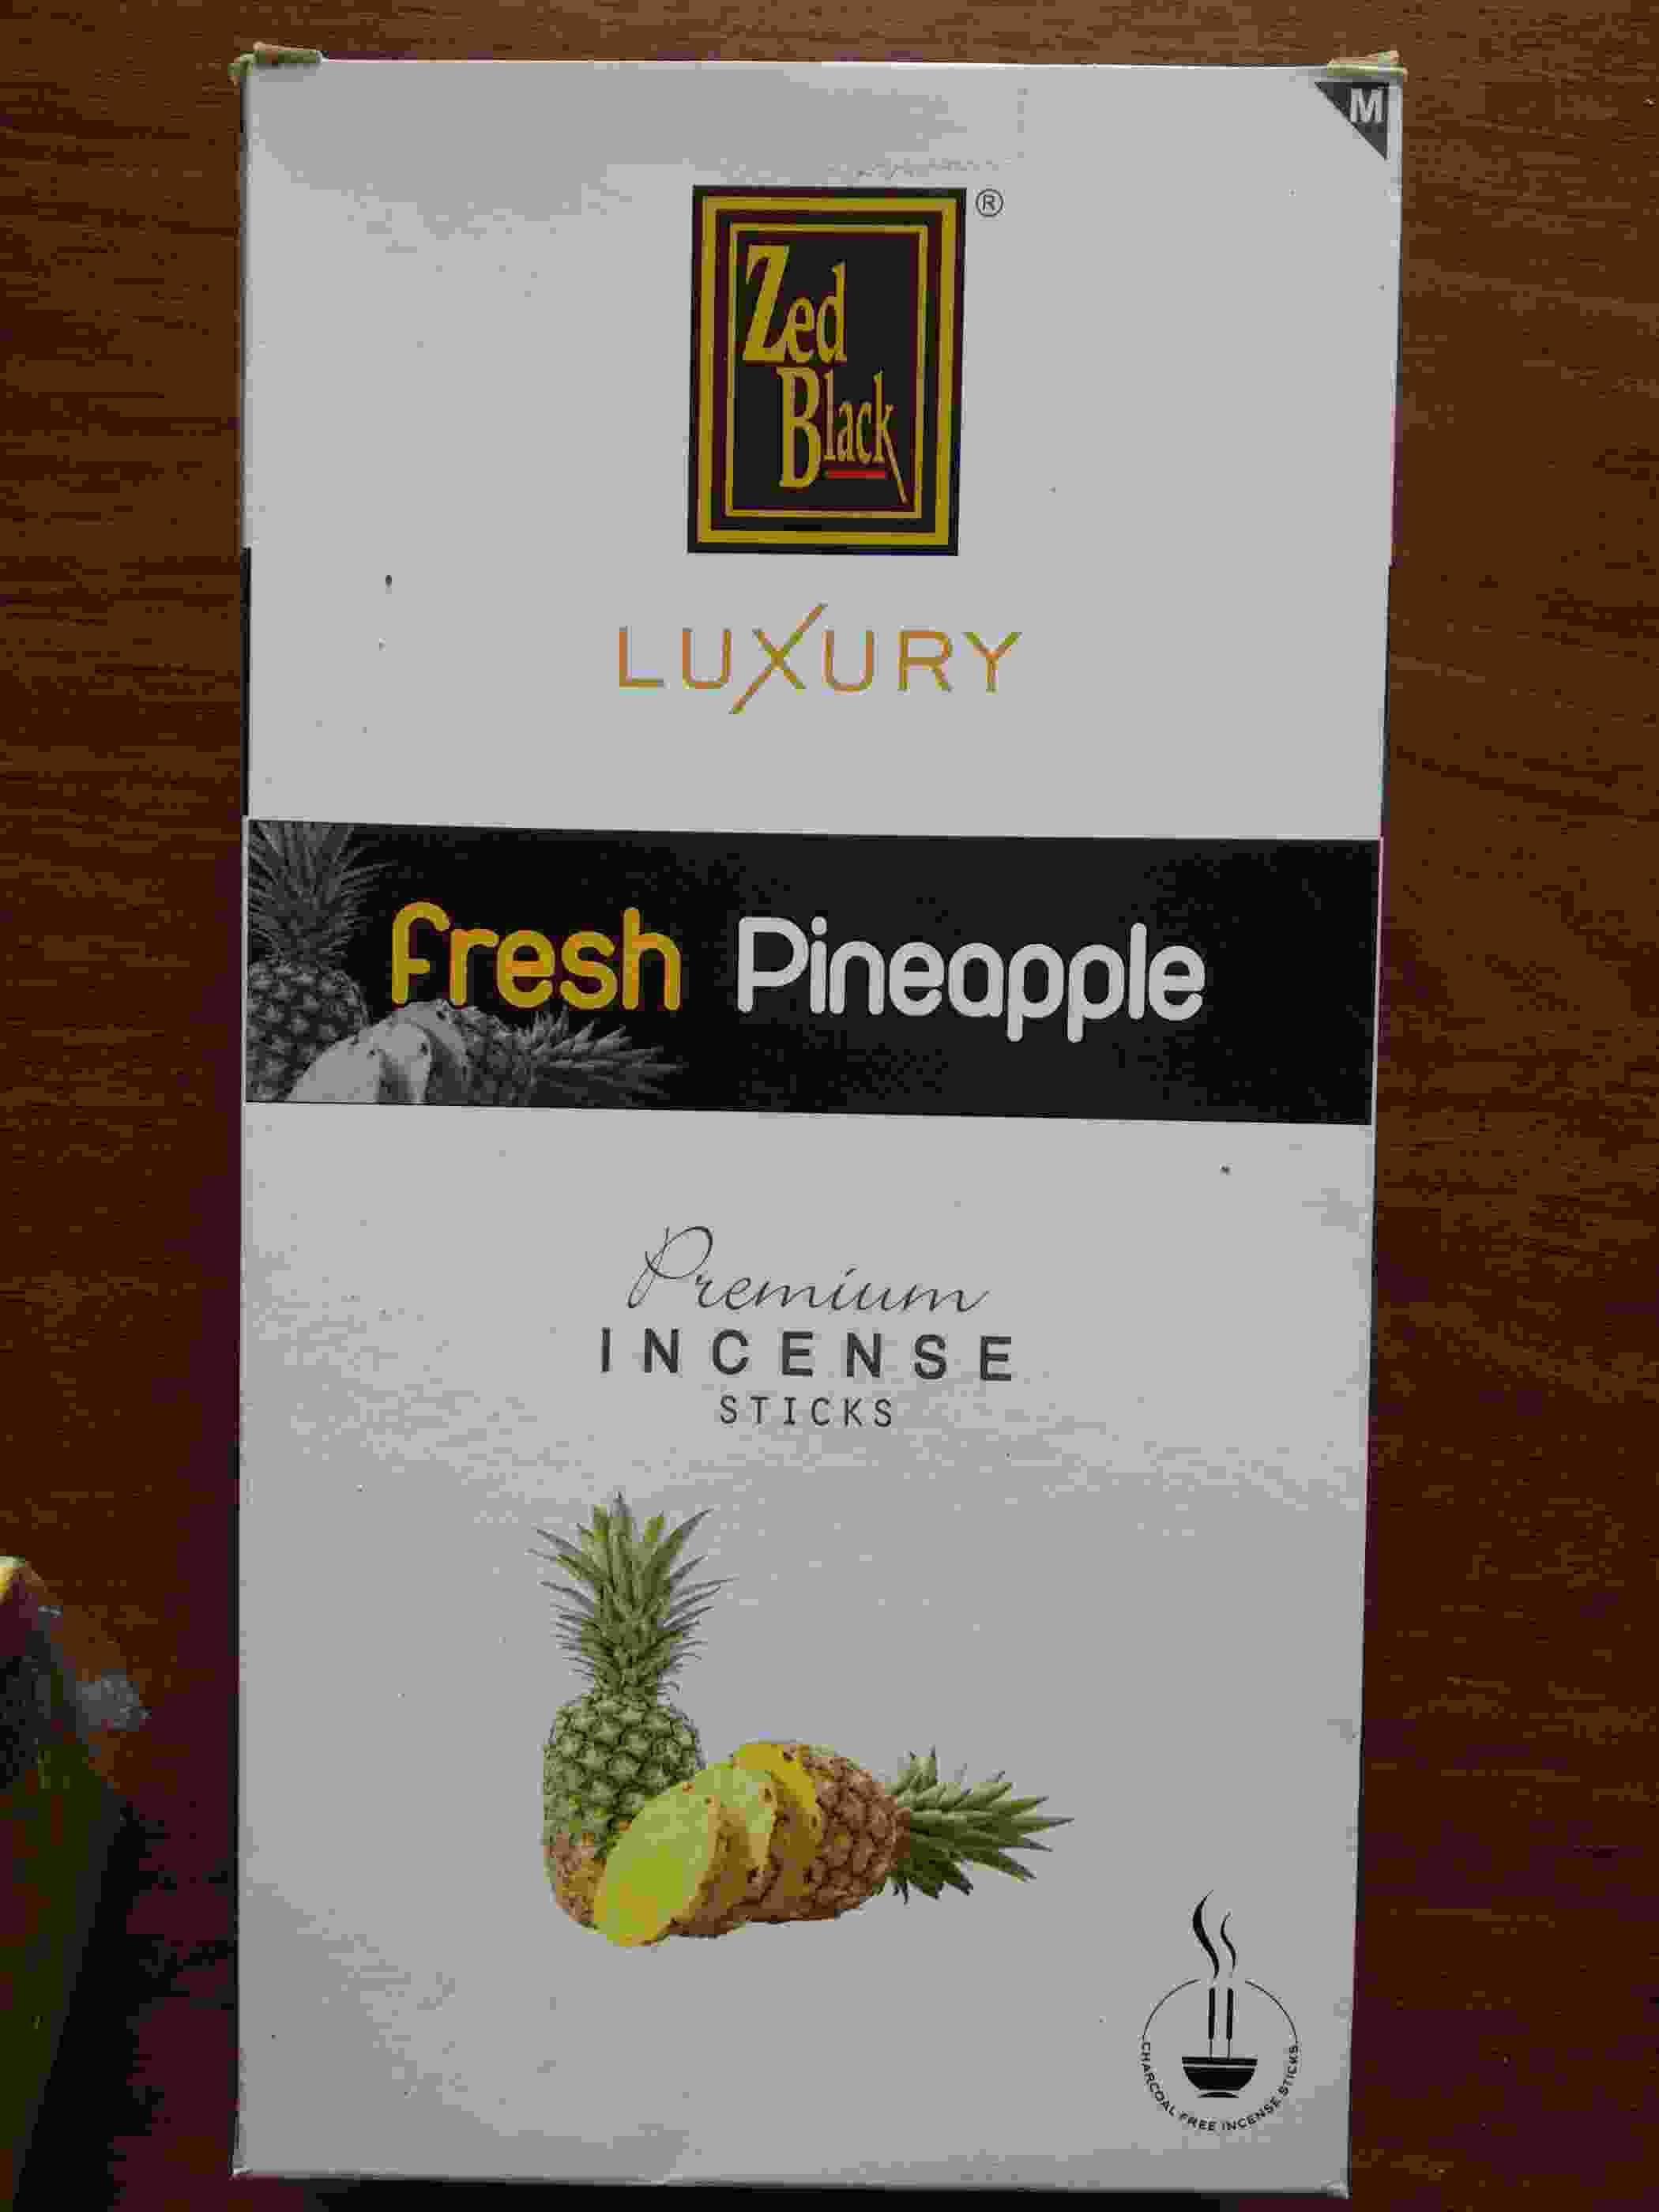 M
Zed
Black
®
LUXURY
fresh Pineapple
Premium
INCENSE
STICKS
CHARCOAL FREE INCENSE STICKS